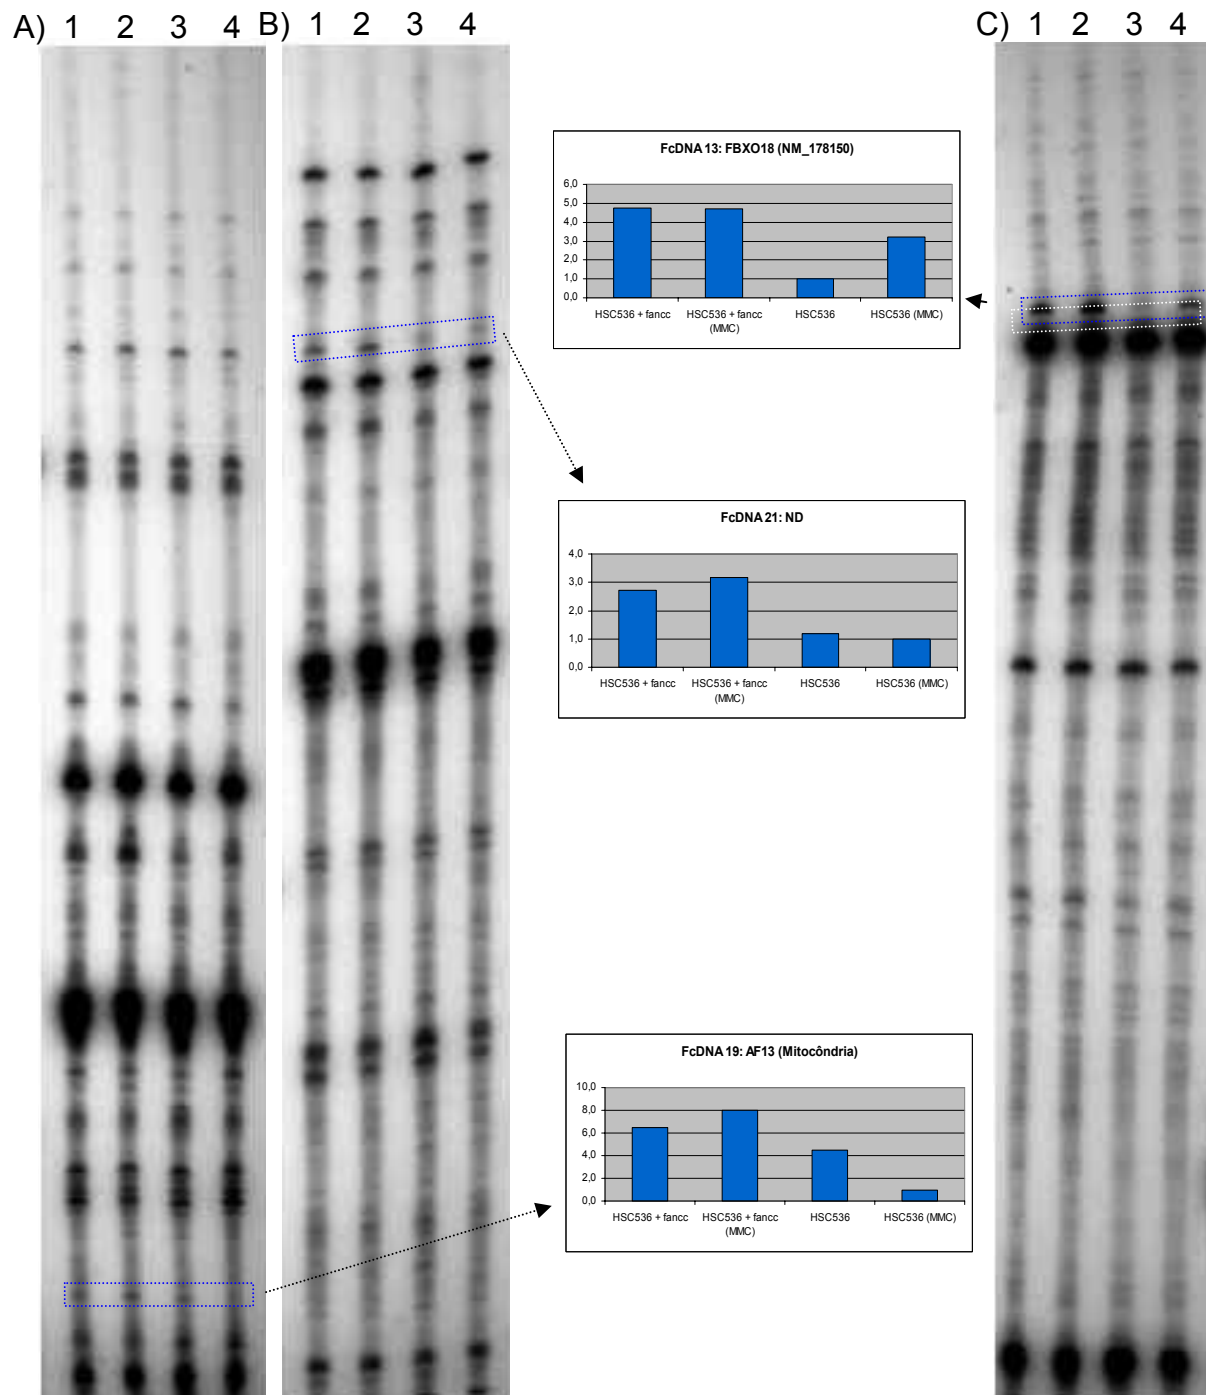 A) 1 2 3 4
B) 1 2 3 4
C) 1 2 3 4
FcDNA 13: FBXO18 (NM_178150)
6,0
5,0
4,0
3,0
2,0
1,0
0,0
HSC536 + fancc
HSC536 + fancc
(MMC)
HSC536
HSC536 (MMC)
FcDNA 21: ND
4,0
3,0
2,0
1,0
0,0
HSC536 + fancc
HSC536 + fancc
(MMC)
HSC536
HSC536 (MMC)
FcDNA 19: AF13 (Mitocôndria)
10,0
8,0
6,0
4,0
2,0
0,0
HSC536 + fancc
HSC536 + fancc
(MMC)
HSC536
HSC536 (MMC)